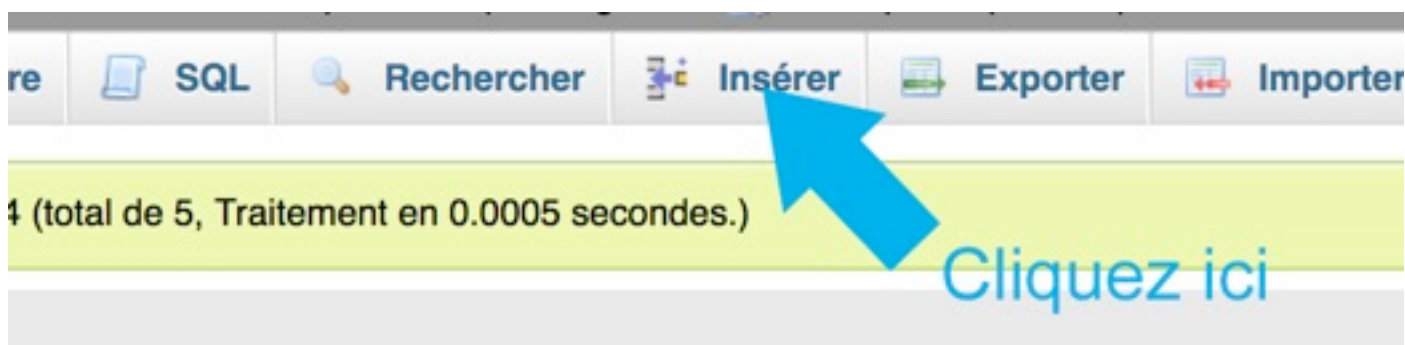 re SQL Rechercher Insérer Exporter Importer
4 (total de 5, Traitement en 0.0005 secondes.)
Cliquez ici